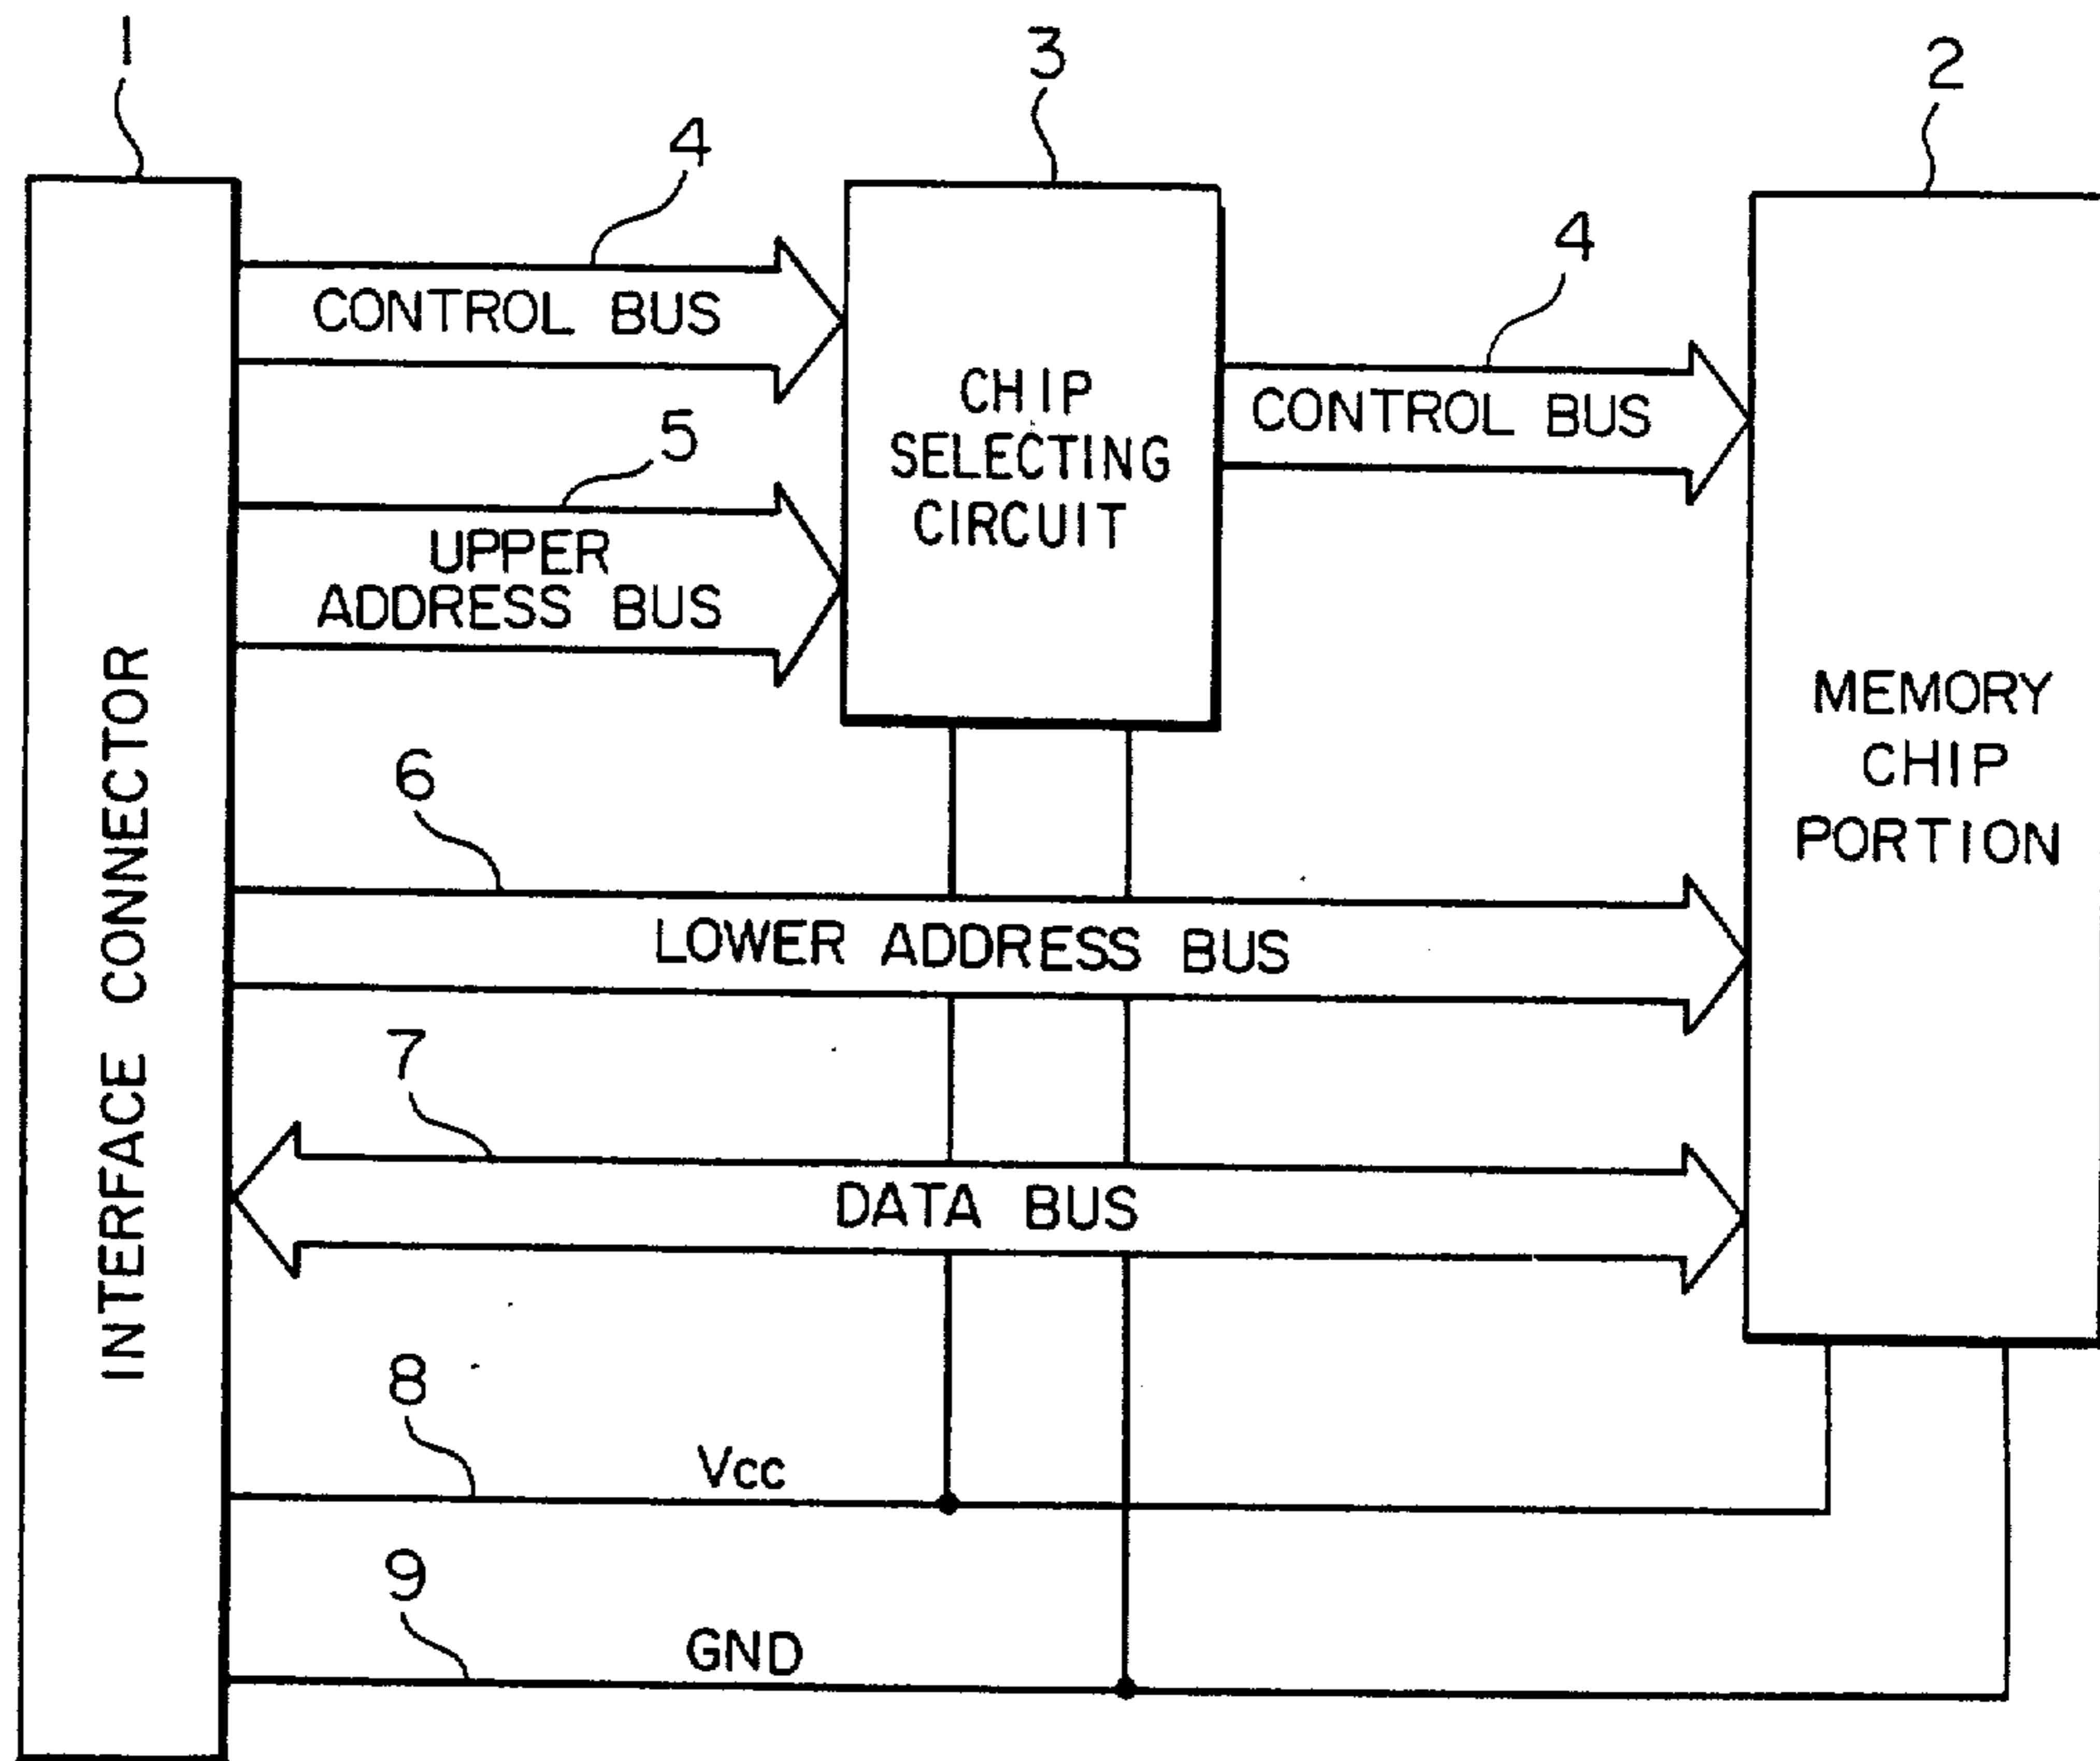 1
3
2
4
4
CONTROL BUS
CHIP
SELECTING
CIRCUIT
CONTROL BUS
5
UPPER
ADDRESS BUS
INTERFACE CONNECTOR
MEMORY
CHIP
PORTION
6
LOWER ADDRESS BUS
7
DATA BUS
8
Vcc
9
GND